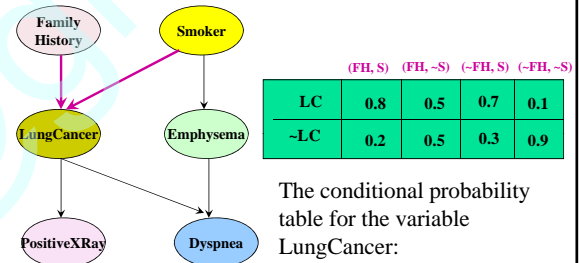 Family
History
Smoker
LungCancer
Emphysema
PositiveXRay
Dyspnea
(FH, S) (FH, ~S) (~FH, S) (~FH, ~S)
LC 0.8 0.5 0.7 0.1
~LC 0.2 0.5 0.3 0.9
The conditional probability
table for the variable
LungCancer: